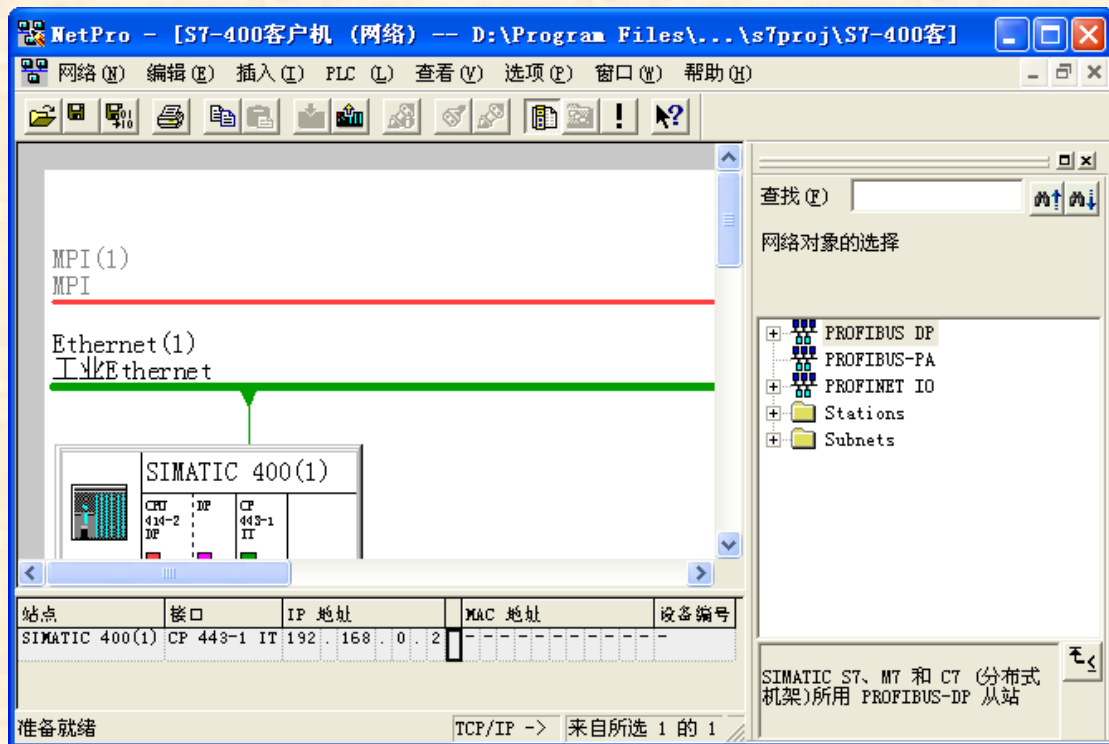 NetPro - [S7-400客户机 (网络) -- D:\Program Files\...\s7proj\S7-400客]
网络(N) 编辑(E) 插入(I) PLC (L) 查看(V) 选项(P) 窗口(W) 帮助(H)
查找(F)
网络对象的选择
MPI(1)
MPI
Ethernet(1)
工业Ethernet
SIMATIC 400(1)
CPU 414-2 DP
DP
CP 443-1 IT
PROFIBUS DP
PROFIBUS-PA
PROFINET IO
Stations
Subnets
站点 接口 IP 地址 MAC 地址 设备编号
SIMATIC 400(1) CP 443-1 IT 192 . 168 . 0 . 2 - - - - - - - - - - - -
SIMATIC S7、M7 和 C7 (分布式
机架)所用 PROFIBUS-DP 从站
准备就绪 TCP/IP -> 来自所选 1 的 1